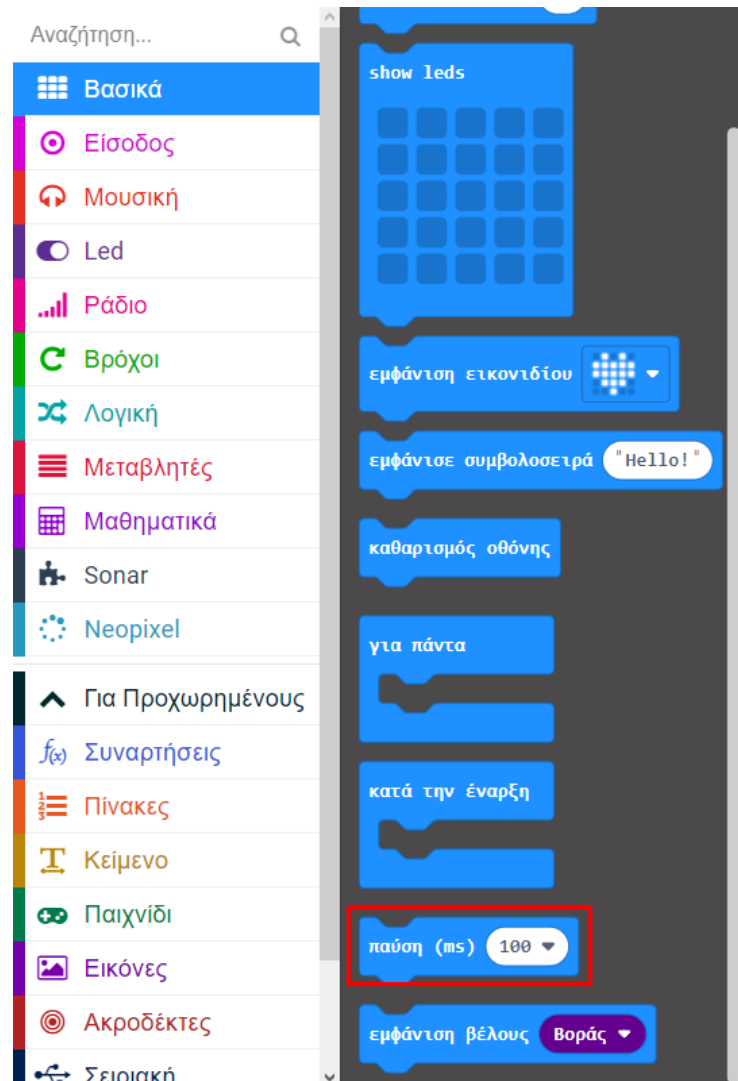 Αναζήτηση...
Βασικά
Είσοδος
Μουσική
Led
Ράδιο
Βρόχοι
Λογική
Μεταβλητές
Μαθηματικά
Sonar
Neopixel
Για Προχωρημένους
f(x) Συναρτήσεις
Πίνακες
Κείμενο
Παιχνίδι
Εικόνες
Ακροδέκτες
Σειριακή
show leds
εμφάνιση εικονιδίου
εμφάνισε συμβολοσειρά "Hello!"
καθαρισμός οθόνης
για πάντα
κατά την έναρξη
παύση (ms) 100
εμφάνιση βέλους Βοράς